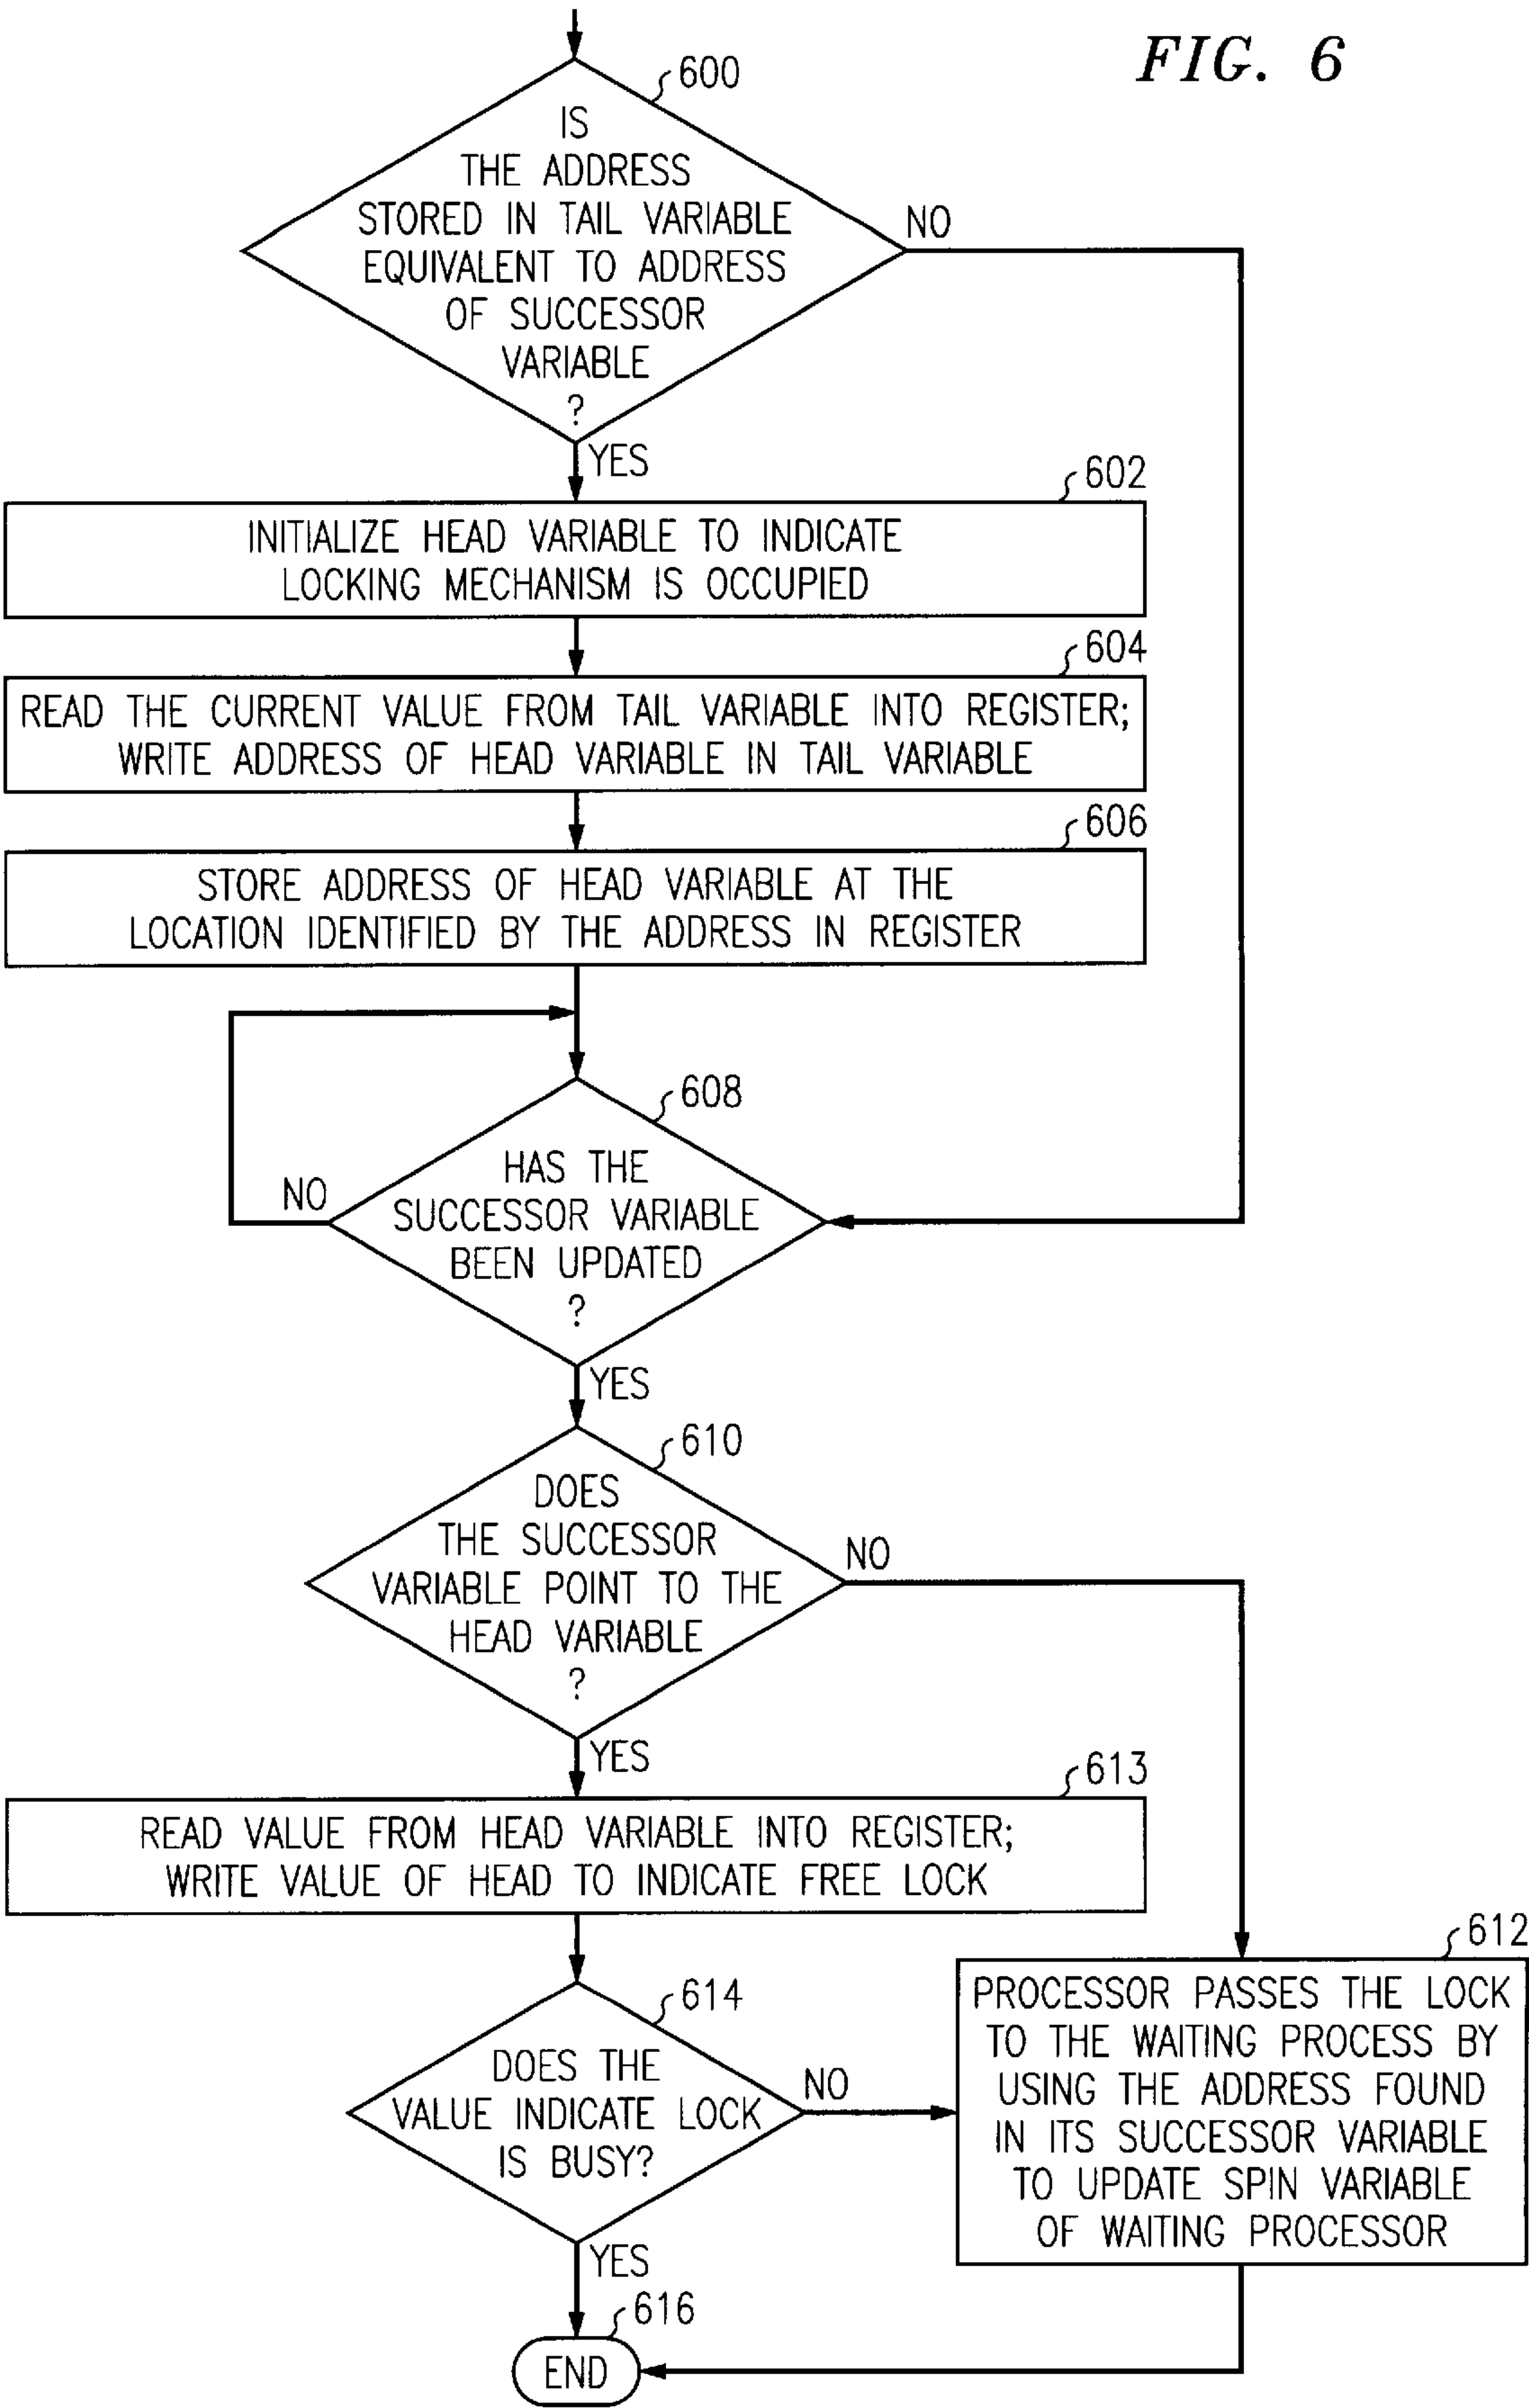 FIG. 6
600
IS
THE ADDRESS
STORED IN TAIL VARIABLE
EQUIVALENT TO ADDRESS
OF SUCCESSOR
VARIABLE
?
NO
YES
602
INITIALIZE HEAD VARIABLE TO INDICATE
LOCKING MECHANISM IS OCCUPIED
604
READ THE CURRENT VALUE FROM TAIL VARIABLE INTO REGISTER;
WRITE ADDRESS OF HEAD VARIABLE IN TAIL VARIABLE
606
STORE ADDRESS OF HEAD VARIABLE AT THE
LOCATION IDENTIFIED BY THE ADDRESS IN REGISTER
608
HAS THE
SUCCESSOR VARIABLE
BEEN UPDATED
?
NO
YES
610
DOES
THE SUCCESSOR
VARIABLE POINT TO THE
HEAD VARIABLE
?
NO
YES
613
READ VALUE FROM HEAD VARIABLE INTO REGISTER;
WRITE VALUE OF HEAD TO INDICATE FREE LOCK
614
DOES THE
VALUE INDICATE LOCK
IS BUSY?
NO
YES
612
PROCESSOR PASSES THE LOCK
TO THE WAITING PROCESS BY
USING THE ADDRESS FOUND
IN ITS SUCCESSOR VARIABLE
TO UPDATE SPIN VARIABLE
OF WAITING PROCESSOR
616
END